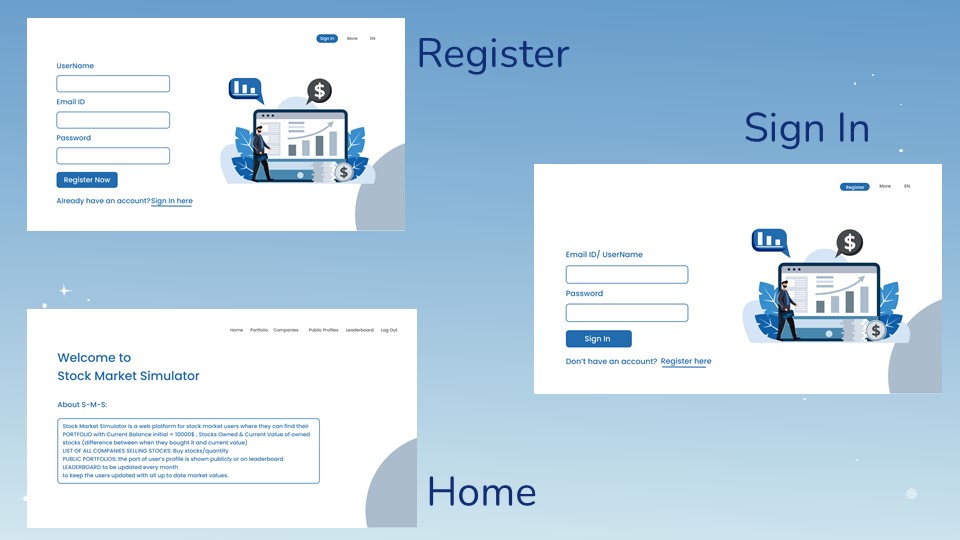 Register
Sign In
More
EN
UserName
Email ID
Password
Register Now
Already have an account? Sign In here
$
$
Sign In
Register
More
EN
Email ID/ UserName
Password
Sign In
Don't have an account? Register here
$
$
Home Portfolio Companies Public Profiles Leaderboard Log Out
Welcome to
Stock Market Simulator
About S-M-S:
Stock Market Simulator is a web platform for stock market users where they can find their
PORTFOLIO with Current Balance initial = 10000$ , Stocks Owned & Current Value of owned
stocks (difference between when they bought it and current value)
LIST OF ALL COMPANIES SELLING STOCKS: Buy stocks/quantity
PUBLIC PORTFOLIOS: the part of user's profile is shown publicly or on leaderboard
LEADERBOARD to be updated every month
to keep the users updated with all up to date market values.
Home